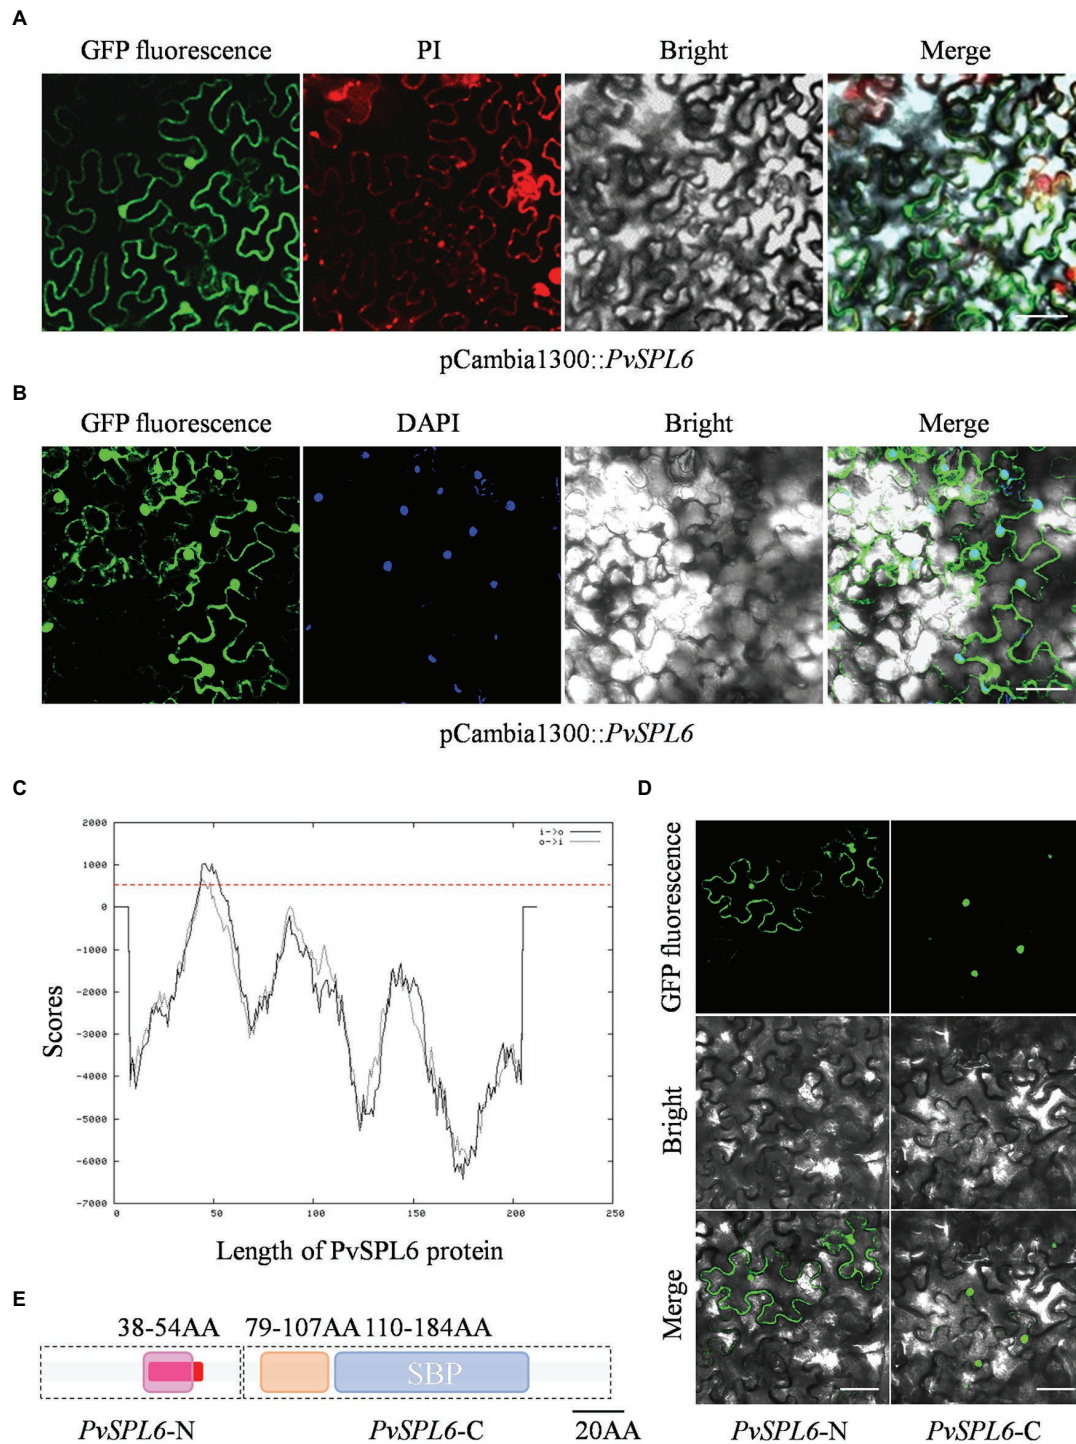 A
GFP fluorescence PI Bright Merge
pCambia1300::PvSPL6
B
GFP fluorescence DAPI Bright Merge
pCambia1300::PvSPL6
C
2000
1000
0
-1000
-2000
-3000
-4000
-5000
-6000
-7000
i->o
o->i
0 50 100 150 200 250
Scores
Length of PvSPL6 protein
D
GFP fluorescence
Bright
Merge
PvSPL6-N PvSPL6-C
E
38-54AA 79-107AA 110-184AA
SBP
PvSPL6-N PvSPL6-C 20AA